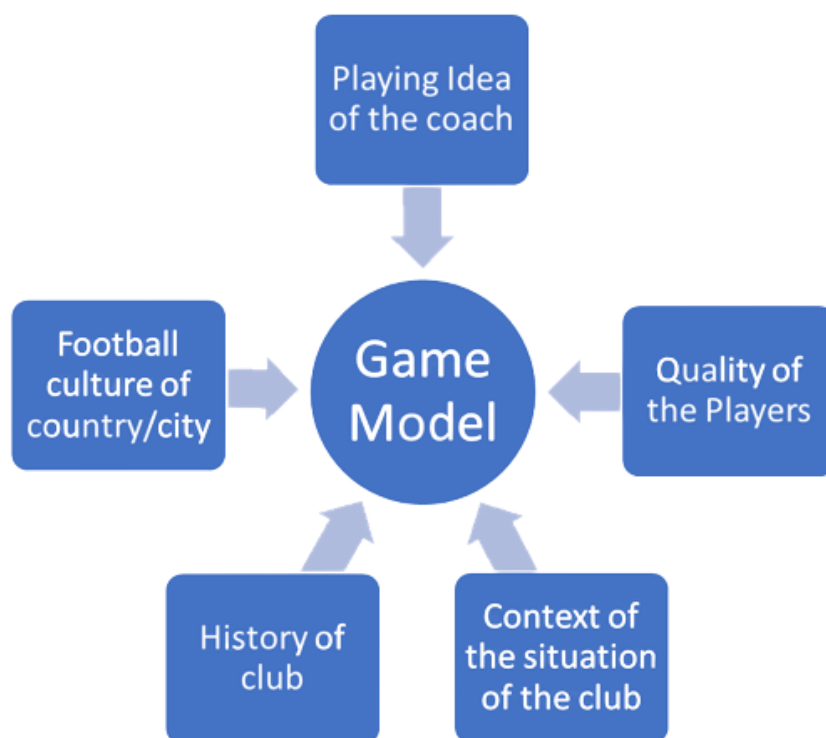 Playing Idea
of the coach
Football
culture of
country/city
Game
Model
Quality of
the Players
History of
club
Context of
the situation
of the club